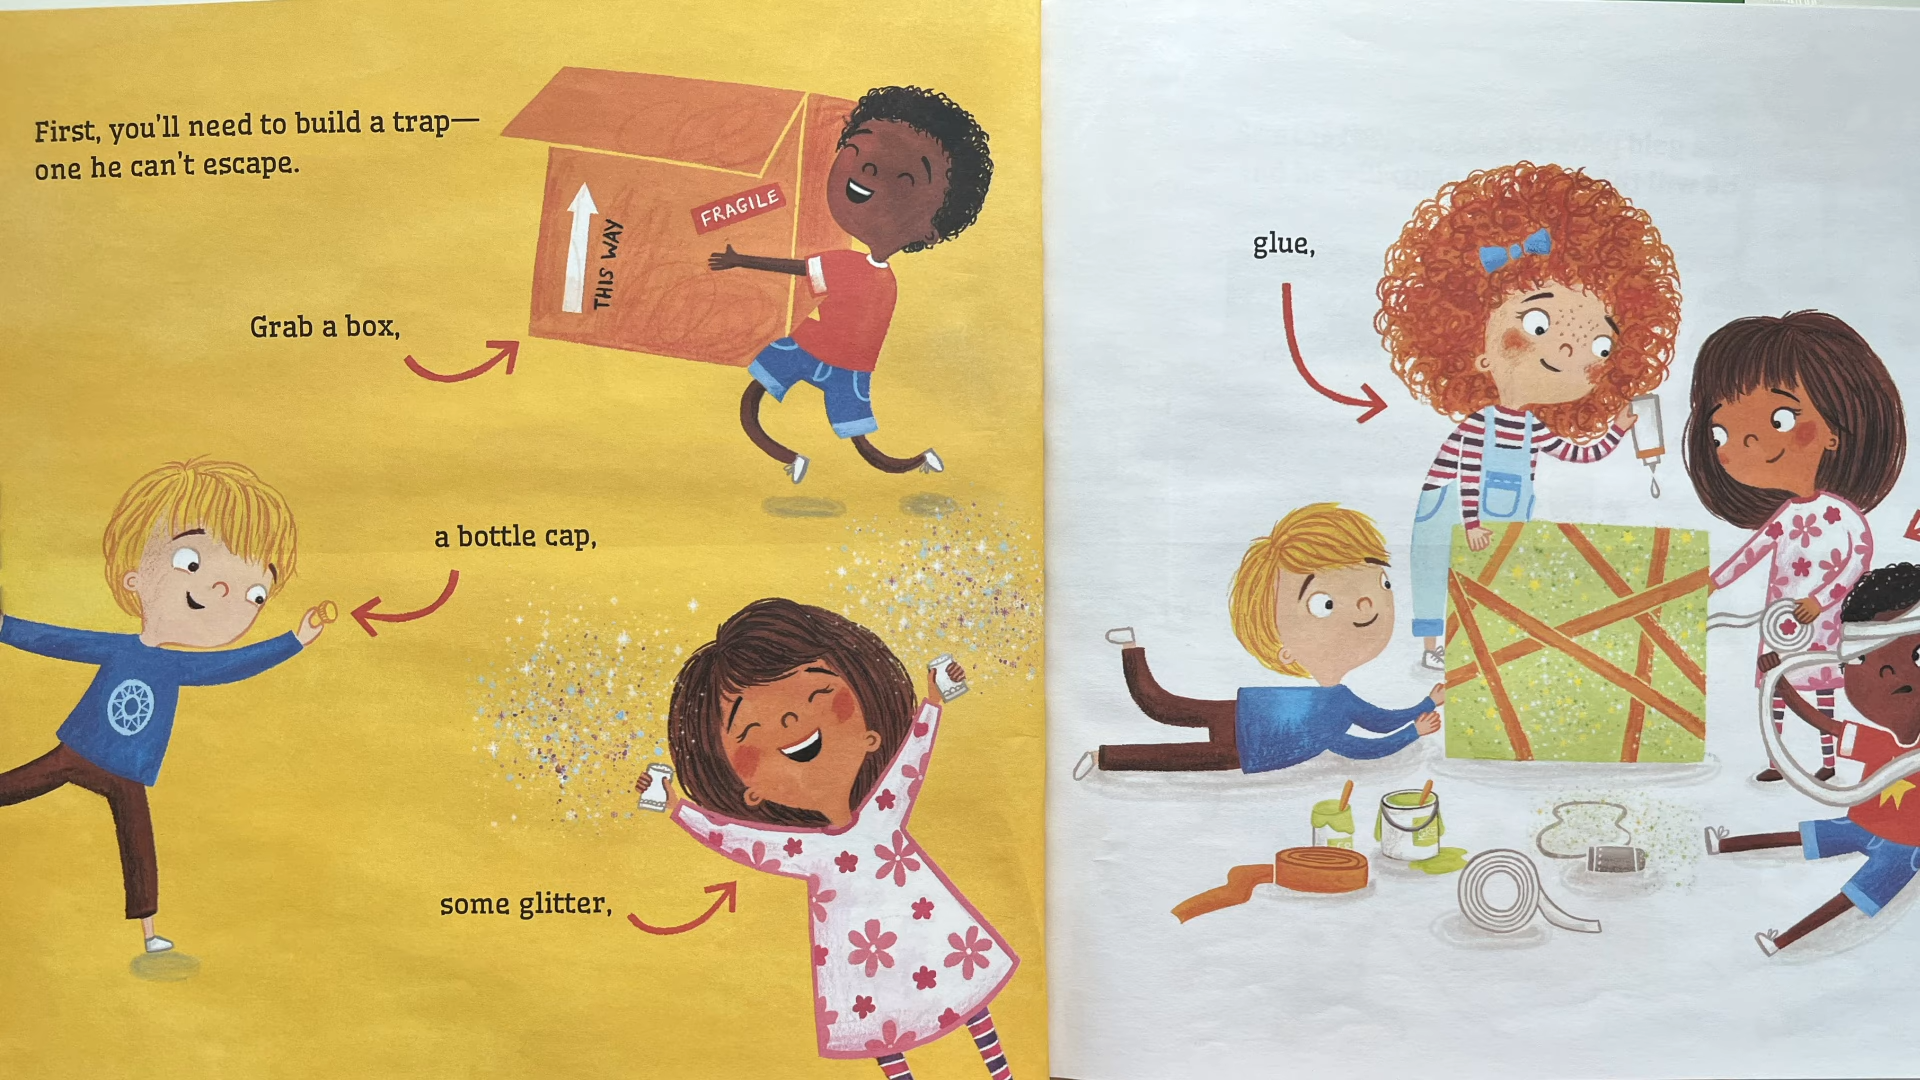 First, you'll need to build a trap—
one he can't escape.
FRAGILE
THIS WAY
Grab a box,
a bottle cap,
some glitter,
glue,